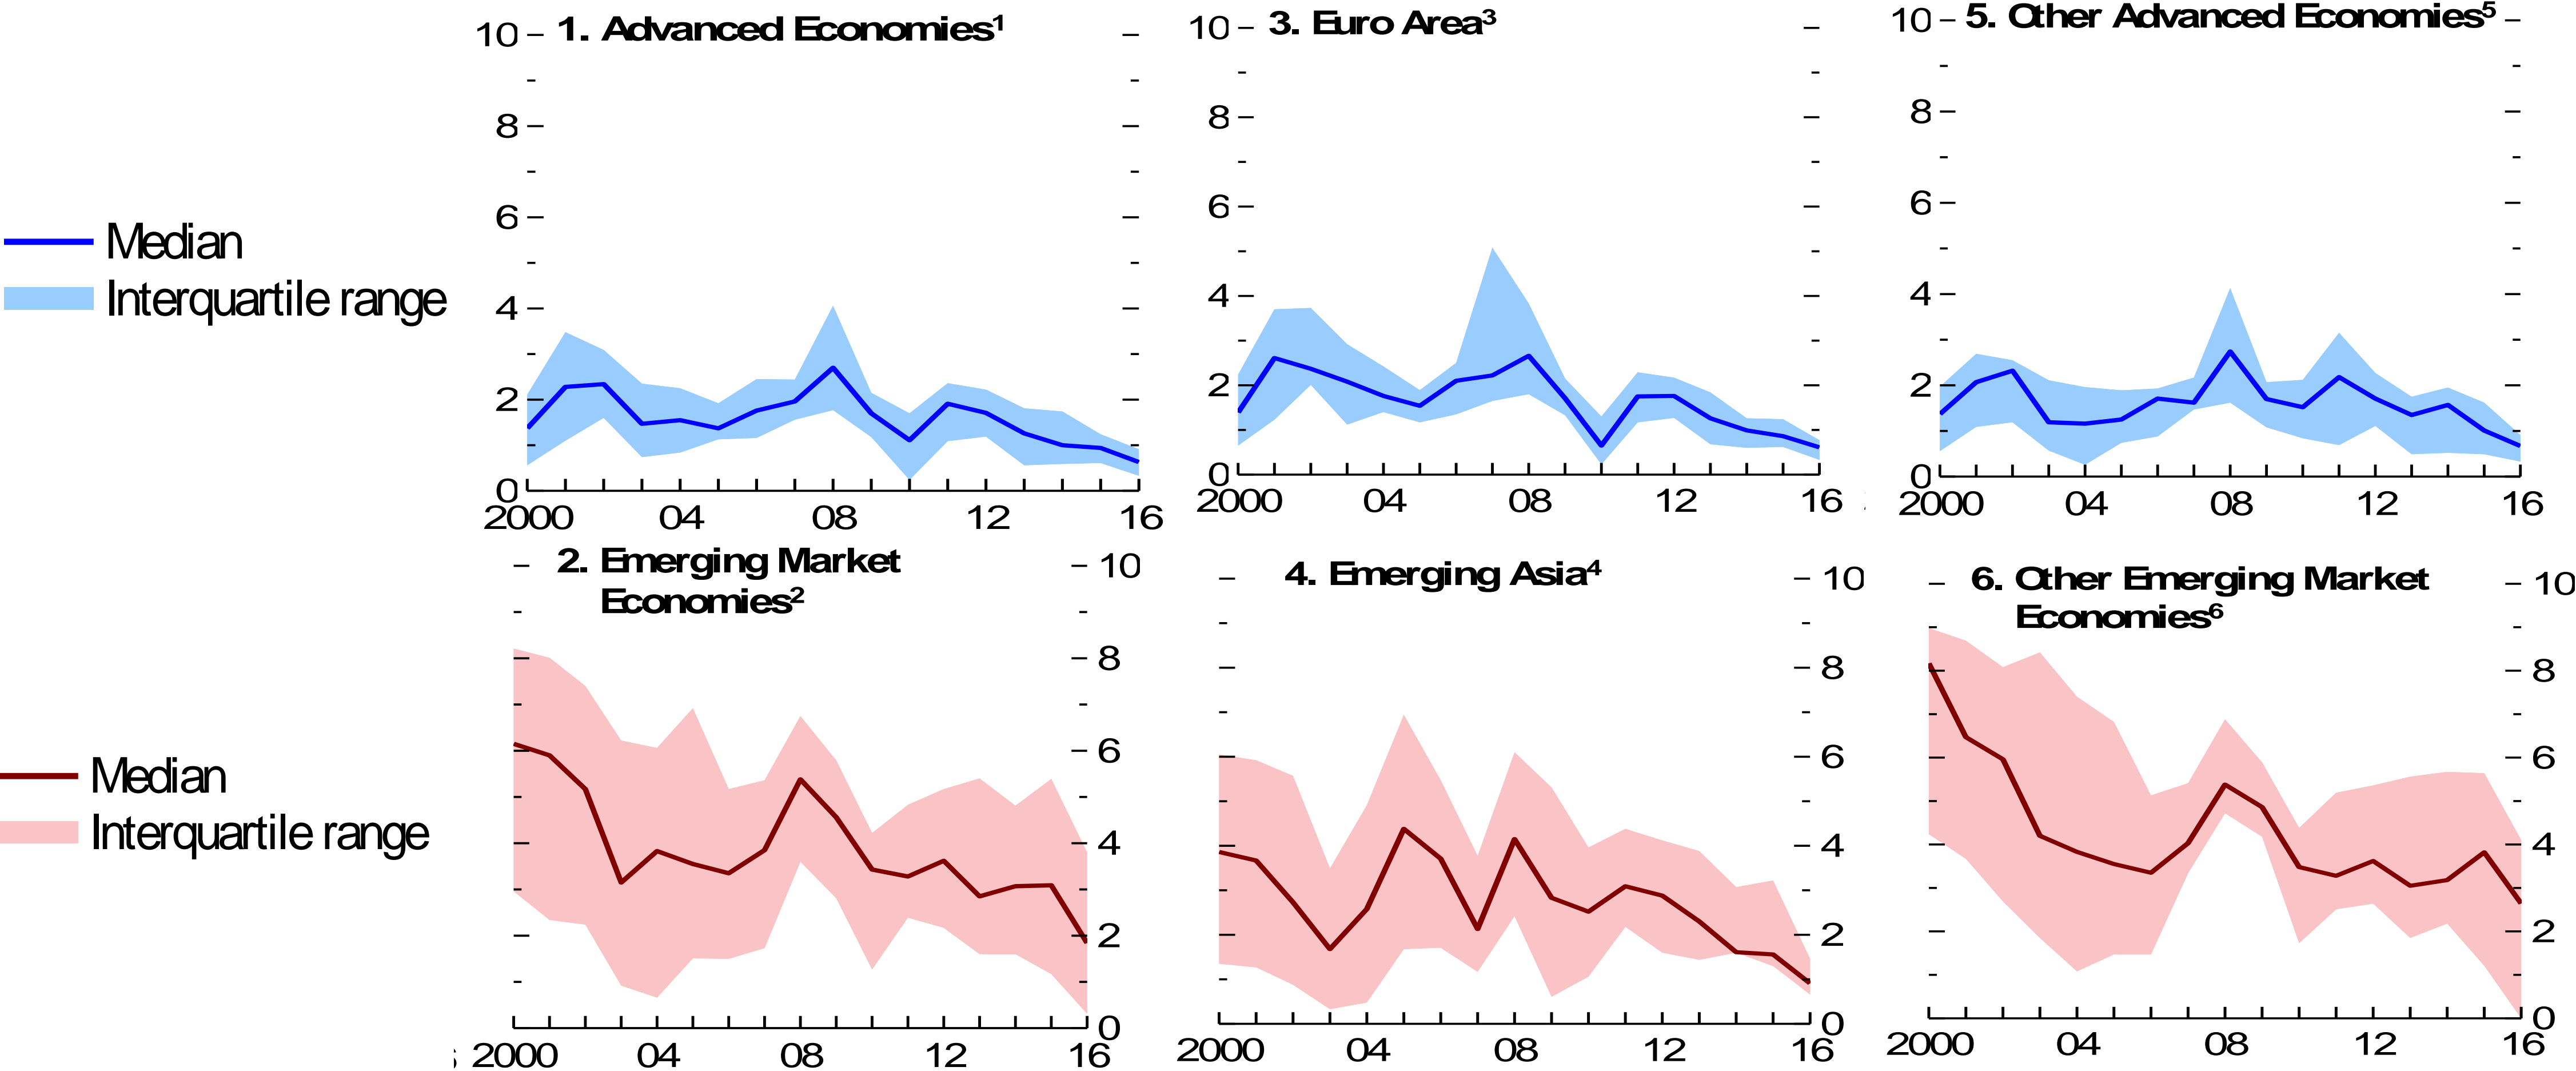 1. Advanced Economies¹
10
8
6
4
2
0
2000 04 08 12 16
3. Euro Area³
10
8
6
4
2
0
2000 04 08 12 16
5. Other Advanced Economies⁵
10
8
6
4
2
0
2000 04 08 12 16
Median
Interquartile range
2. Emerging Market
Economies²
10
8
6
4
2
0
2000 04 08 12 16
4. Emerging Asia⁴
10
8
6
4
2
0
2000 04 08 12 16
6. Other Emerging Market
Economies⁶
10
8
6
4
2
0
2000 04 08 12 16
Median
Interquartile range